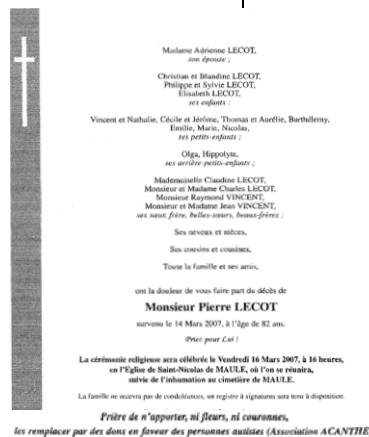 Madame Adrienne LECOT,
son épouse ;
Christian et Blandine LECOT,
Philippe et Sylvie LECOT,
Elisabeth LECOT,
ses enfants :
Vincent et Nathalie, Cécile et Jérôme, Thomas et Aurélie, Barthélemy,
Emilie, Marie, Nicolas,
ses petits-enfants ;
Olga, Hippolyte,
ses arrière-petits-enfants ;
Mademoiselle Claudine LECOT,
Monsieur et Madame Charles LECOT,
Monsieur Raymond VINCENT,
Monsieur et Madame Jean VINCENT,
ses sœur, frère, belles-sœurs, beaux-frères :
Ses neveux et nièces,
Ses cousins et cousines,
Toute la famille et ses amis,
ont la douleur de vous faire part du décès de
Monsieur Pierre LECOT
survenu le 14 Mars 2007, à l'âge de 82 ans.
Priez pour Lui !
La cérémonie religieuse sera célébrée le Vendredi 16 Mars 2007, à 16 heures,
en l'Eglise de Saint-Nicolas de MAULE, où l'on se réunira,
suivie de l'inhumation au cimetière de MAULE.
La famille ne recevra pas de condoléances, un registre à signatures sera tenu à disposition.
Prière de n'apporter, ni fleurs, ni couronnes,
les remplacer par des dons en faveur des personnes autistes (Association ACANTHE